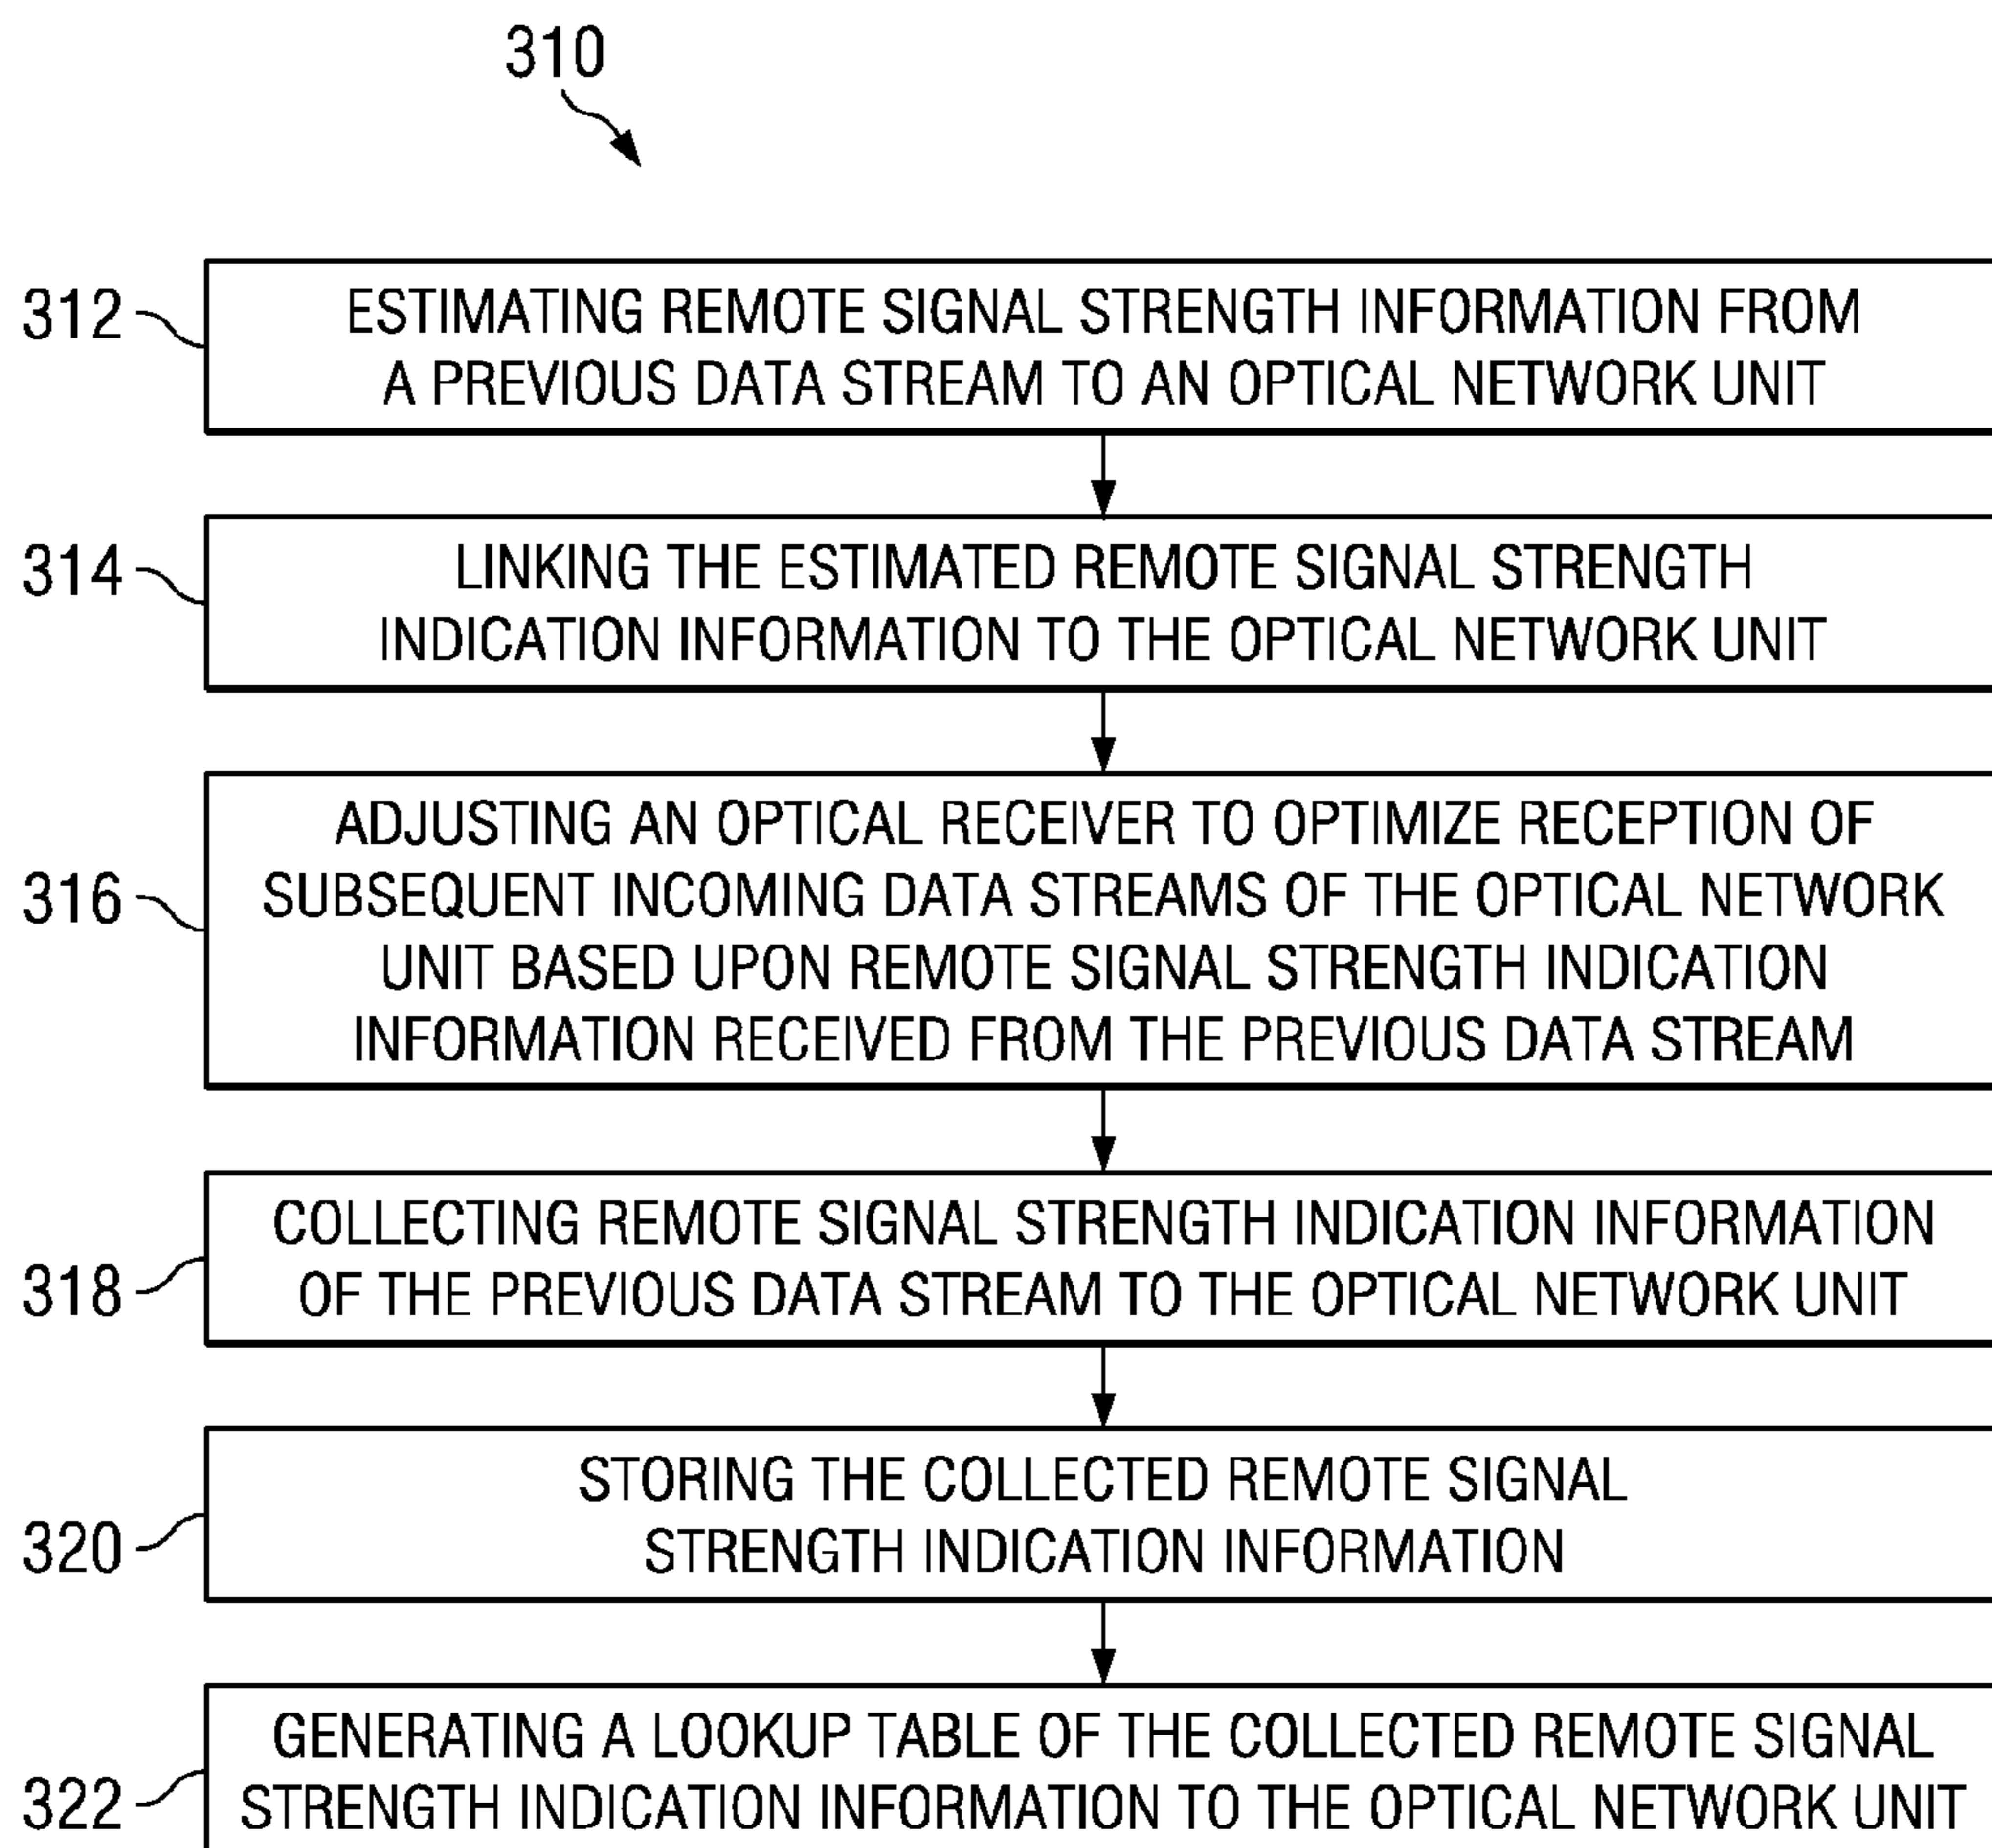 310
312
ESTIMATING REMOTE SIGNAL STRENGTH INFORMATION FROM
A PREVIOUS DATA STREAM TO AN OPTICAL NETWORK UNIT
314
LINKING THE ESTIMATED REMOTE SIGNAL STRENGTH
INDICATION INFORMATION TO THE OPTICAL NETWORK UNIT
316
ADJUSTING AN OPTICAL RECEIVER TO OPTIMIZE RECEPTION OF
SUBSEQUENT INCOMING DATA STREAMS OF THE OPTICAL NETWORK
UNIT BASED UPON REMOTE SIGNAL STRENGTH INDICATION
INFORMATION RECEIVED FROM THE PREVIOUS DATA STREAM
318
COLLECTING REMOTE SIGNAL STRENGTH INDICATION INFORMATION
OF THE PREVIOUS DATA STREAM TO THE OPTICAL NETWORK UNIT
320
STORING THE COLLECTED REMOTE SIGNAL
STRENGTH INDICATION INFORMATION
322
GENERATING A LOOKUP TABLE OF THE COLLECTED REMOTE SIGNAL
STRENGTH INDICATION INFORMATION TO THE OPTICAL NETWORK UNIT